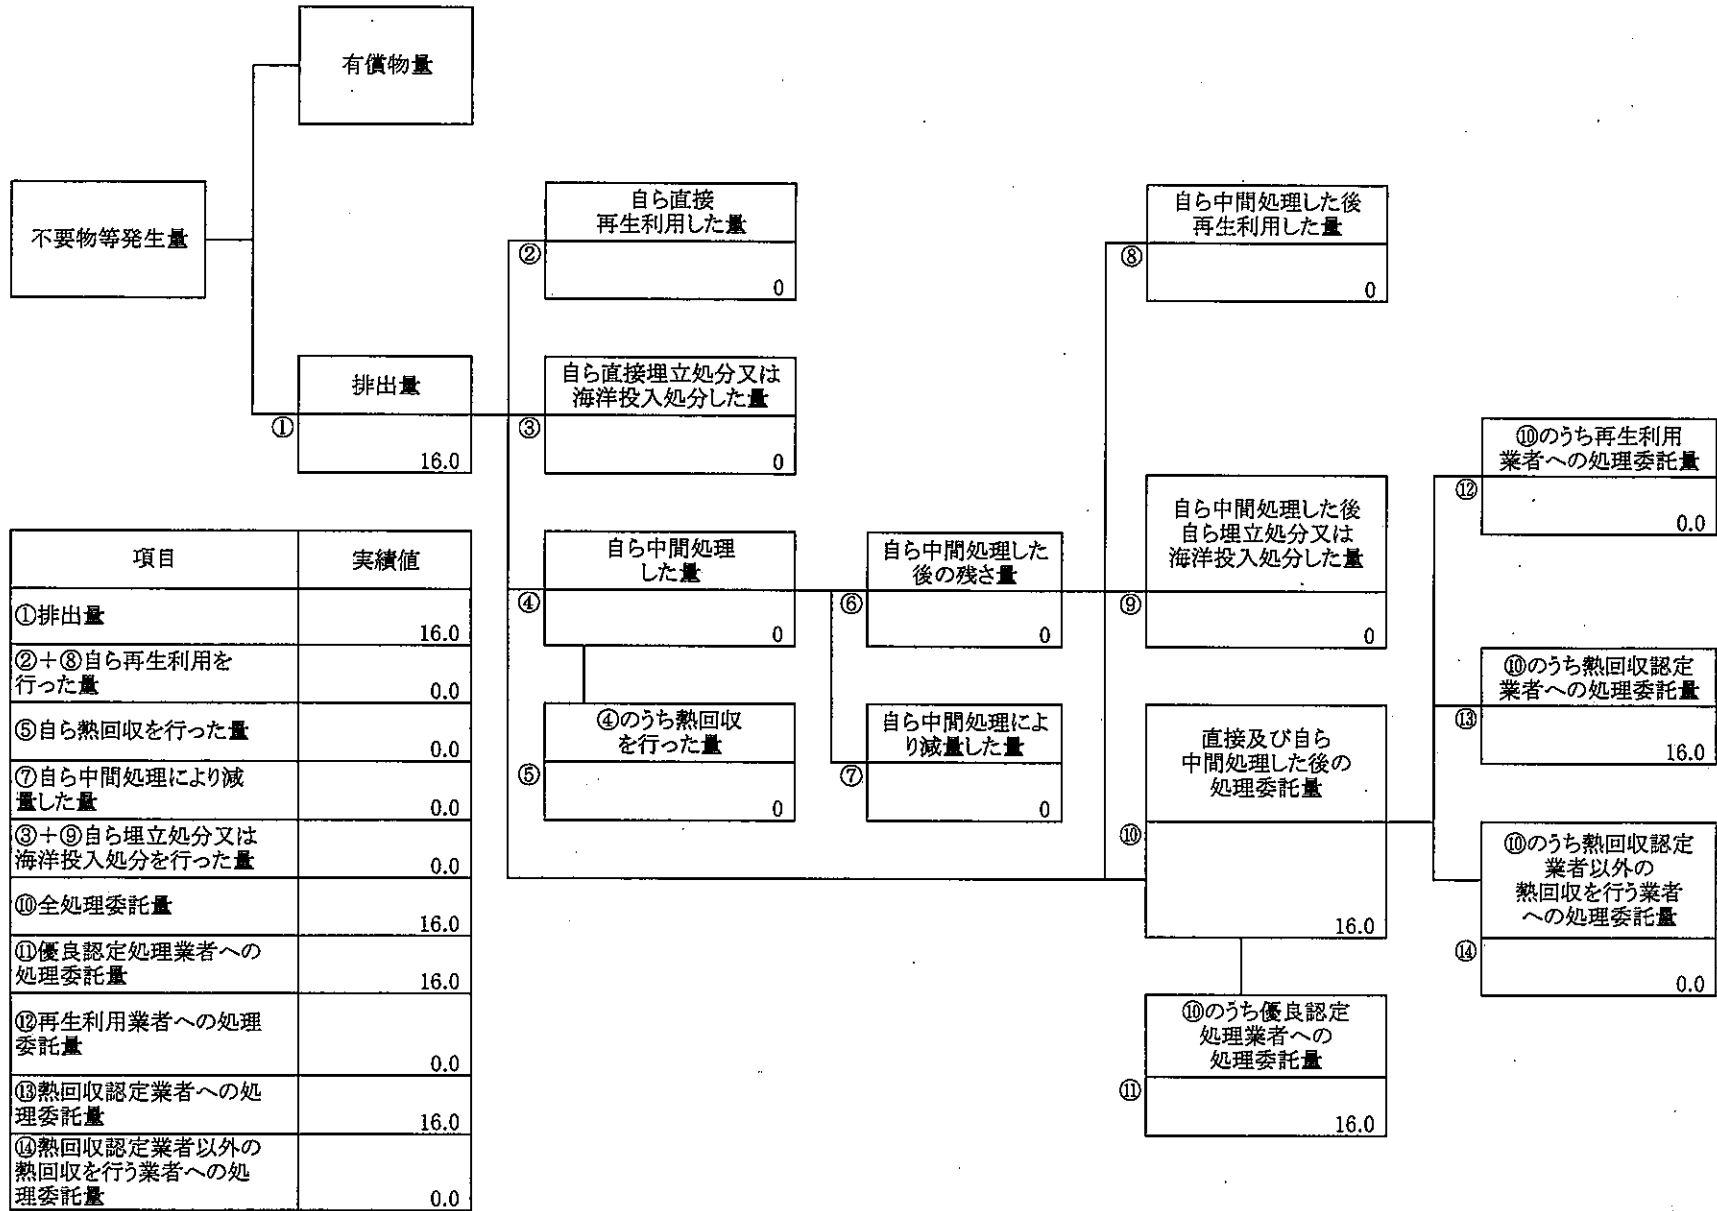 有償物量
不要物等発生量
排出量
①
16.0
自ら直接
再生利用した量
②
0
自ら直接埋立処分又は
海洋投入処分した量
③
0
自ら中間処理
した量
④
0
④のうち熱回収
を行った量
⑤
0
自ら中間処理した
後の残さ量
⑥
0
自ら中間処理によ
り減量した量
⑦
0
自ら中間処理した後
再生利用した量
⑧
0
自ら中間処理した後
自ら埋立処分又は
海洋投入処分した量
⑨
0
直接及び自ら
中間処理した後の
処理委託量
⑩
16.0
⑩のうち優良認定
処理業者への
処理委託量
⑪
16.0
⑩のうち再生利用
業者への処理委託量
⑫
0.0
⑩のうち熱回収認定
業者への処理委託量
⑬
16.0
⑩のうち熱回収認定
業者以外の
熱回収を行う業者
への処理委託量
⑭
0.0
項目 実績値
①排出量
16.0
②+⑧自ら再生利用を
行った量
0.0
⑤自ら熱回収を行った量
0.0
⑦自ら中間処理により減
量した量
0.0
③+⑨自ら埋立処分又は
海洋投入処分を行った量
0.0
⑩全処理委託量
16.0
⑪優良認定処理業者への
処理委託量
16.0
⑫再生利用業者への処理
委託量
0.0
⑬熱回収認定業者への処
理委託量
16.0
⑭熱回収認定業者以外の
熱回収を行う業者への処
理委託量
0.0